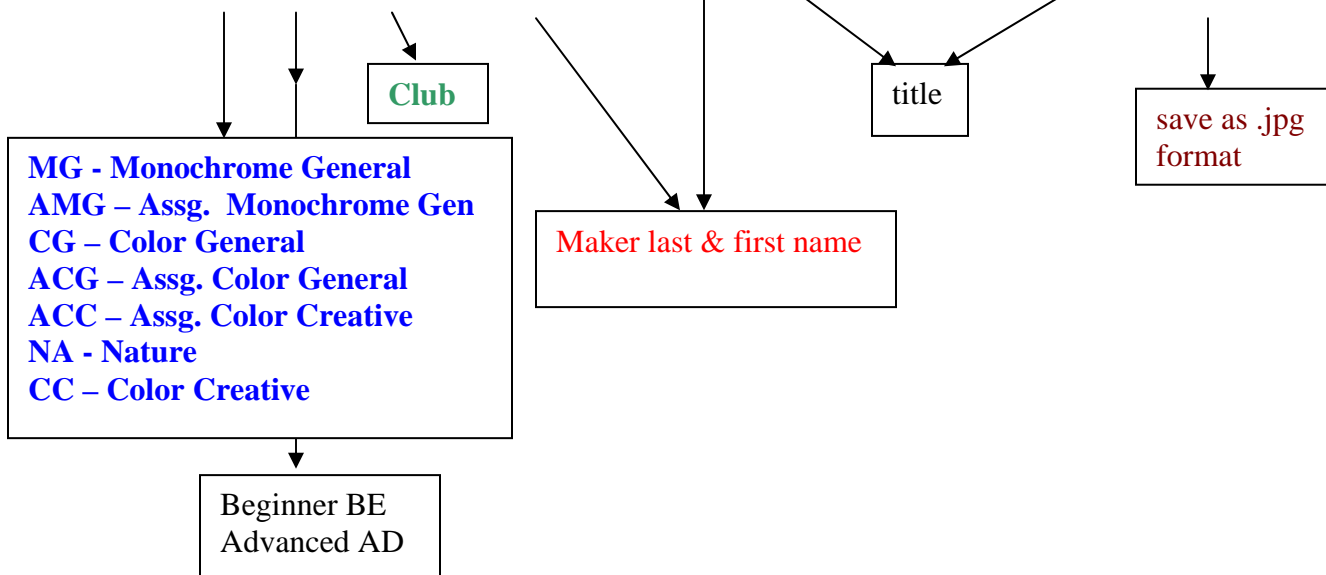 Club
title
save as .jpg
format
MG - Monochrome General
AMG – Assg. Monochrome Gen
CG – Color General
ACG – Assg. Color General
ACC – Assg. Color Creative
NA - Nature
CC – Color Creative
Maker last & first name
Beginner BE
Advanced AD